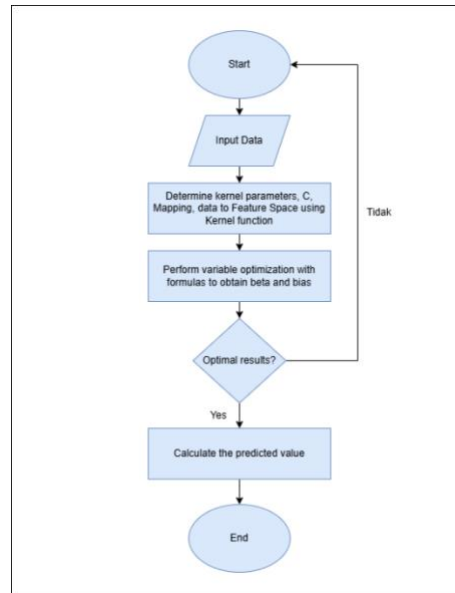 Start
Input Data
Determine kernel parameters, C,
Mapping, data to Feature Space using
Kernel function
Tidak
Perform variable optimization with
formulas to obtain beta and bias
Optimal results?
Yes
Calculate the predicted value
End